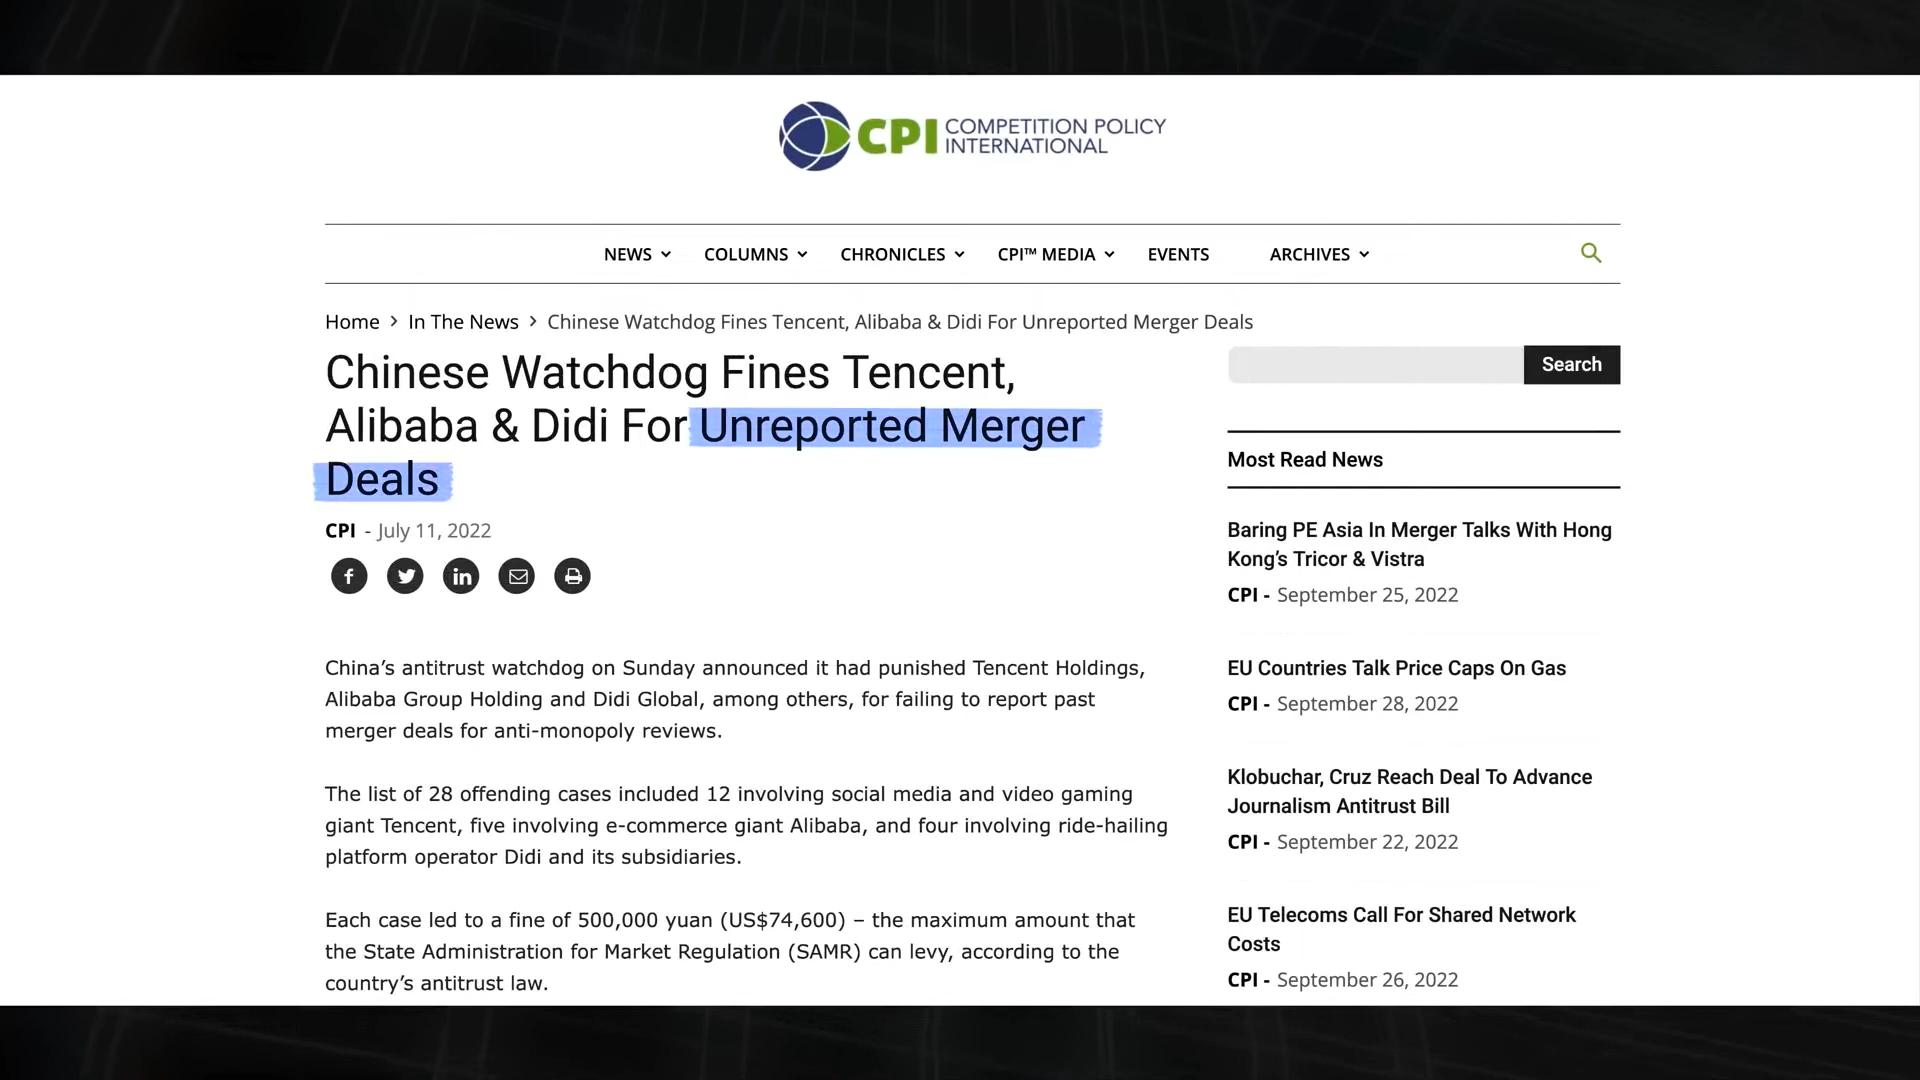 CPI COMPETITION POLICY
INTERNATIONAL
NEWS COLUMNS CHRONICLES CPI™ MEDIA EVENTS ARCHIVES
Home > In The News > Chinese Watchdog Fines Tencent, Alibaba & Didi For Unreported Merger Deals
Chinese Watchdog Fines Tencent,
Alibaba & Didi For Unreported Merger
Deals
CPI - July 11, 2022
China’s antitrust watchdog on Sunday announced it had punished Tencent Holdings,
Alibaba Group Holding and Didi Global, among others, for failing to report past
merger deals for anti-monopoly reviews.
The list of 28 offending cases included 12 involving social media and video gaming
giant Tencent, five involving e-commerce giant Alibaba, and four involving ride-hailing
platform operator Didi and its subsidiaries.
Each case led to a fine of 500,000 yuan (US$74,600) – the maximum amount that
the State Administration for Market Regulation (SAMR) can levy, according to the
country’s antitrust law.
Search
Most Read News
Baring PE Asia In Merger Talks With Hong
Kong’s Tricor & Vistra
CPI - September 25, 2022
EU Countries Talk Price Caps On Gas
CPI - September 28, 2022
Klobuchar, Cruz Reach Deal To Advance
Journalism Antitrust Bill
CPI - September 22, 2022
EU Telecoms Call For Shared Network
Costs
CPI - September 26, 2022